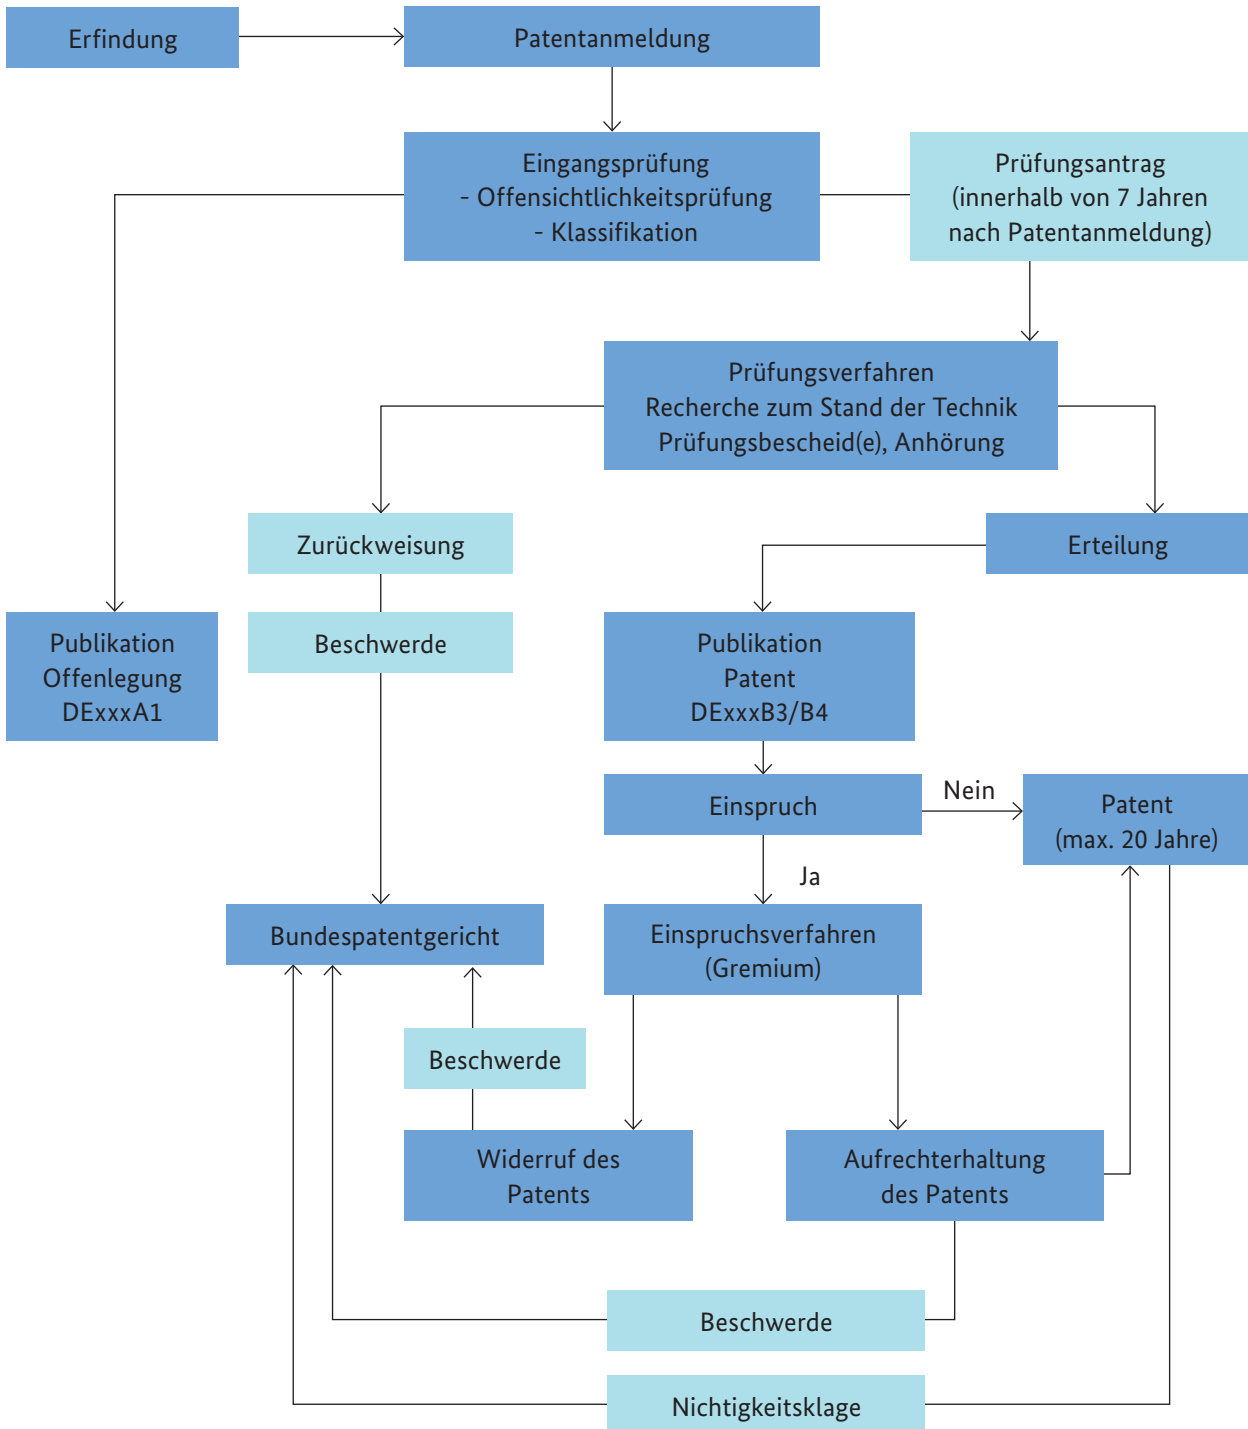 Erfindung
Patentanmeldung
Eingangsprüfung
- Offensichtlichkeitsprüfung
- Klassifikation
Prüfungsantrag
(innerhalb von 7 Jahren
nach Patentanmeldung)
Prüfungsverfahren
Recherche zum Stand der Technik
Prüfungsbescheid(e), Anhörung
Zurückweisung
Erteilung
Beschwerde
Publikation
Offenlegung
DExxxA1
Publikation
Patent
DExxxB3/B4
Einspruch
Nein
Patent
(max. 20 Jahre)
Ja
Bundespatentgericht
Einspruchsverfahren
(Gremium)
Beschwerde
Widerruf des
Patents
Aufrechterhaltung
des Patents
Beschwerde
Nichtigkeitsklage